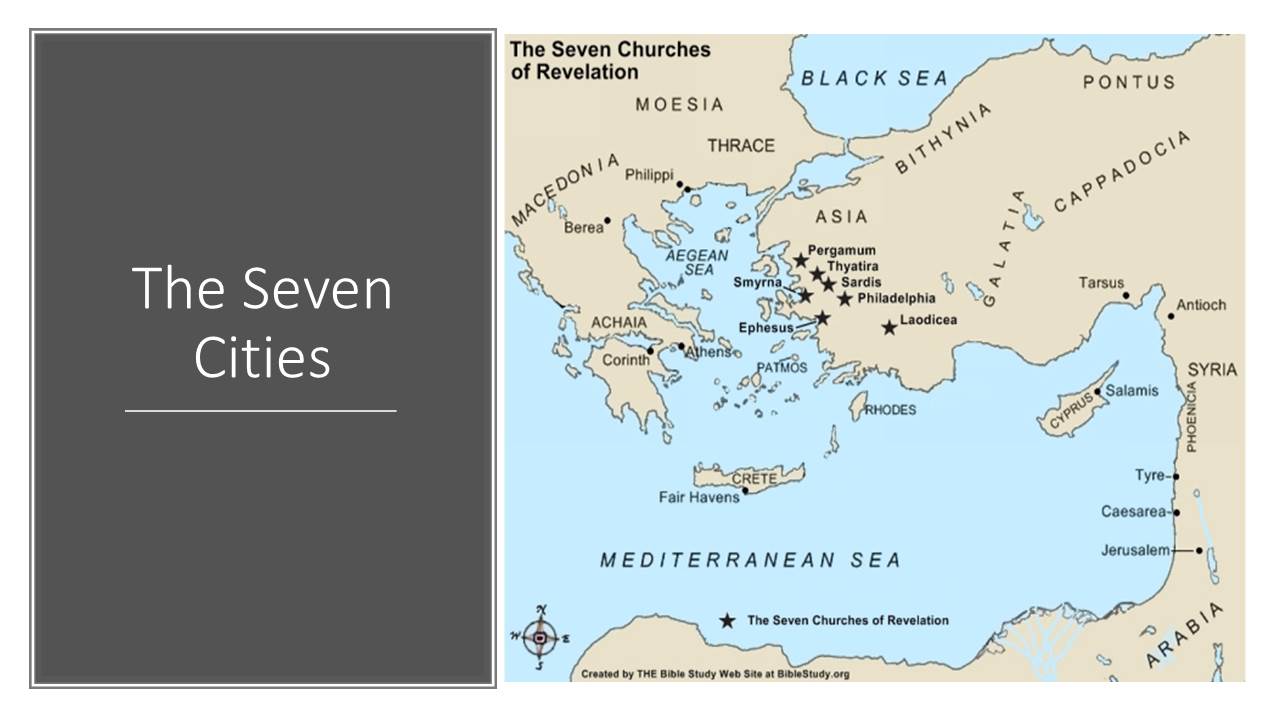 The Seven
Cities
The Seven Churches
of Revelation
BLACK SEA
PONTUS
MOESIA
THRACE
BITHYNIA
CAPPADOCIA
MACEDONIA
Philippi
ASIA
GALATIA
Berea
AEGEAN
SEA
Pergamum
Thyatira
Smyrna
Sardis
Philadelphia
Tarsus
Antioch
Ephesus
Laodicea
ACHAIA
Corinth
Athens
PATMOS
SYRIA
PHOENICIA
RHODES
CYPRUS
Salamis
CRETE
Fair Havens
Tyre
Caesarea
Jerusalem
MEDITERRANEAN SEA
The Seven Churches of Revelation
ARABIA
N
W
E
S
Created by THE Bible Study Web Site at BibleStudy.org